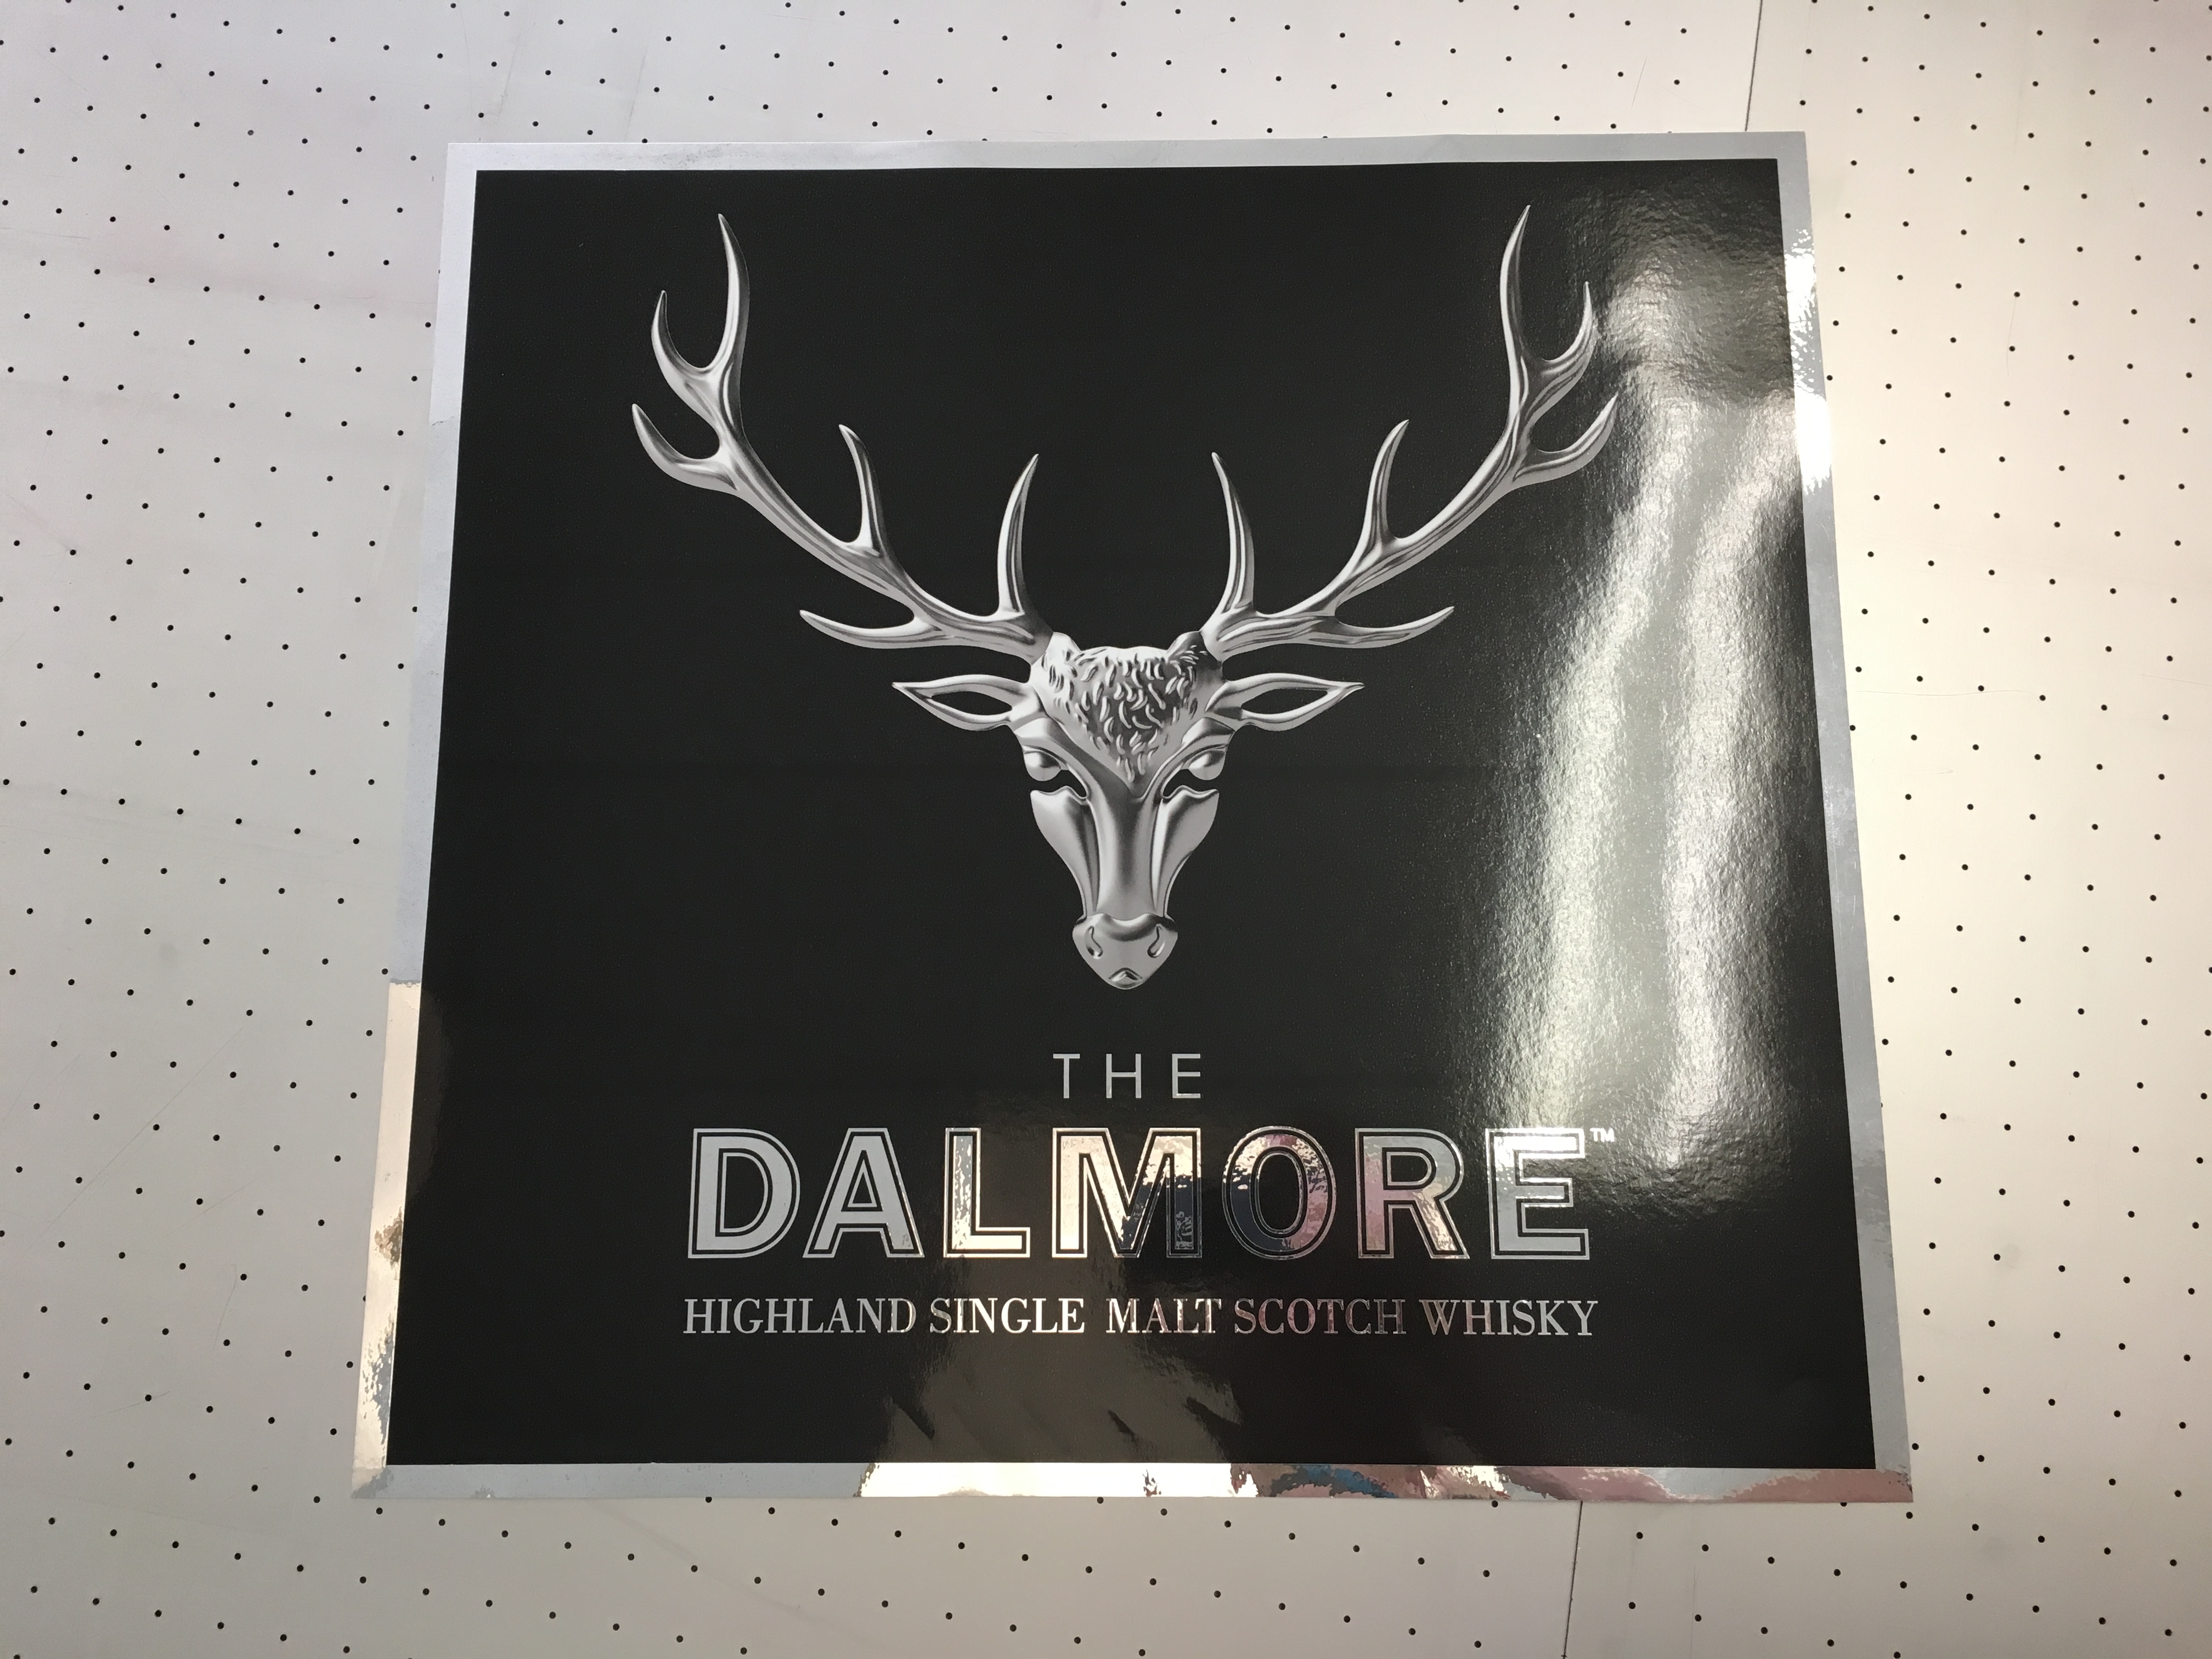 THE
DALMORE™
HIGHLAND SINGLE MALT SCOTCH WHISKY